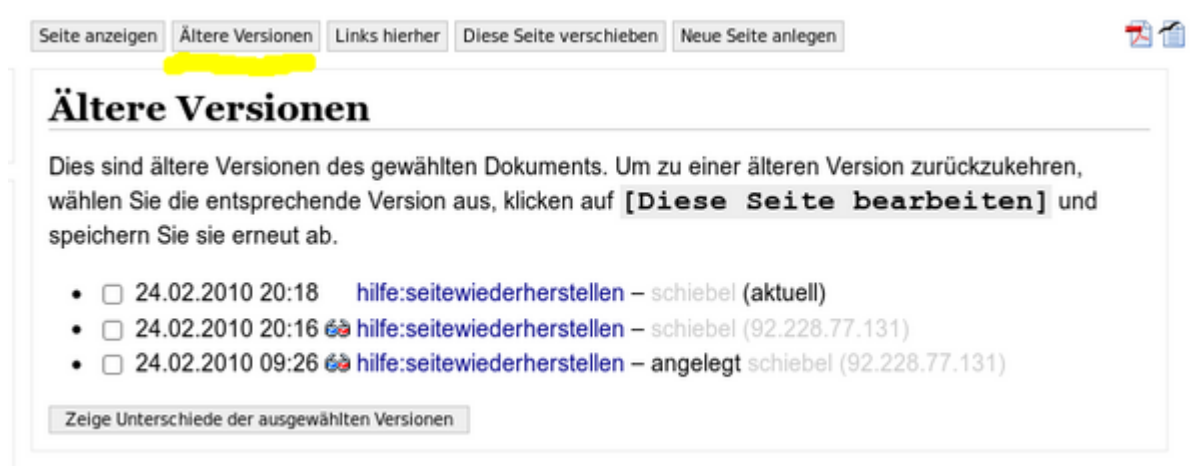 Seite anzeigen Ältere Versionen Links hierher Diese Seite verschieben Neue Seite anlegen
Ältere Versionen
Dies sind ältere Versionen des gewählten Dokuments. Um zu einer älteren Version zurückzukehren,
wählen Sie die entsprechende Version aus, klicken auf [Diese Seite bearbeiten] und
speichern Sie sie erneut ab.
• 24.02.2010 20:18 hilfe:seitewiederherstellen – schiebel (aktuell)
• 24.02.2010 20:16 hilfe:seitewiederherstellen – schiebel (92.228.77.131)
• 24.02.2010 09:26 hilfe:seitewiederherstellen – angelegt schiebel (92.228.77.131)
Zeige Unterschiede der ausgewählten Versionen